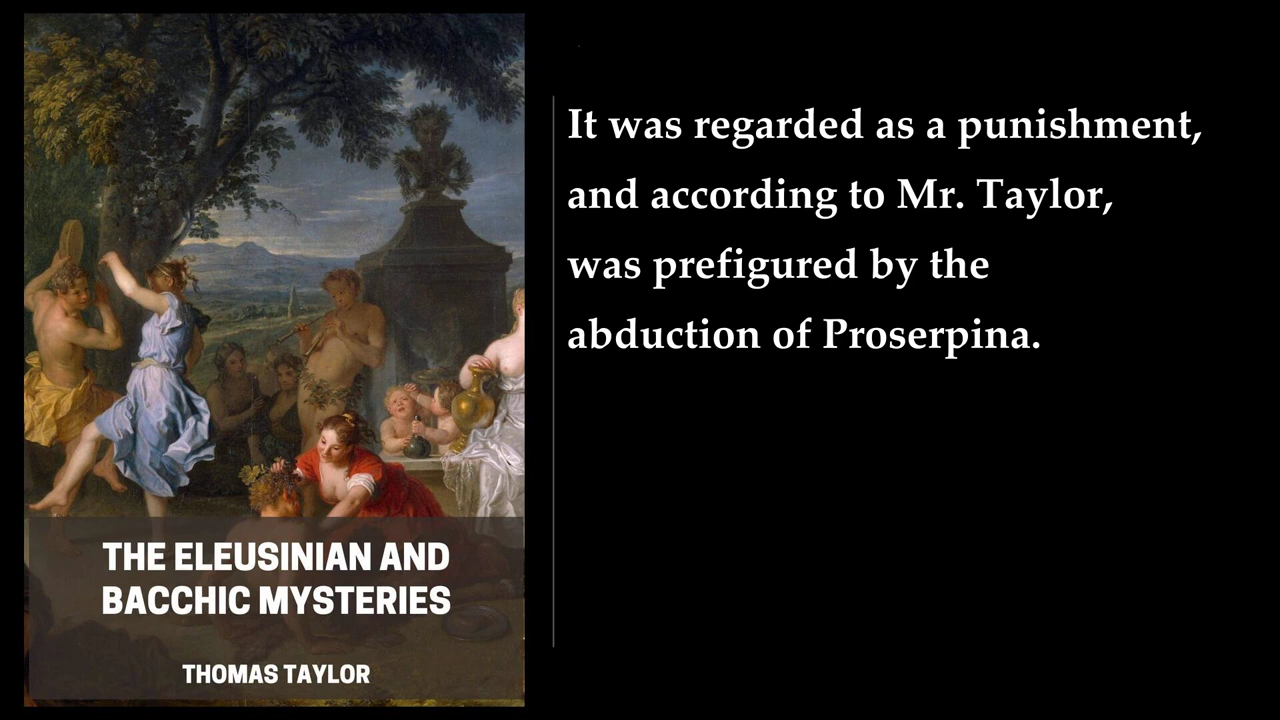 It was regarded as a punishment,
and according to Mr. Taylor,
was prefigured by the
abduction of Proserpina.
THE ELEUSINIAN AND
BACCHIC MYSTERIES
THOMAS TAYLOR